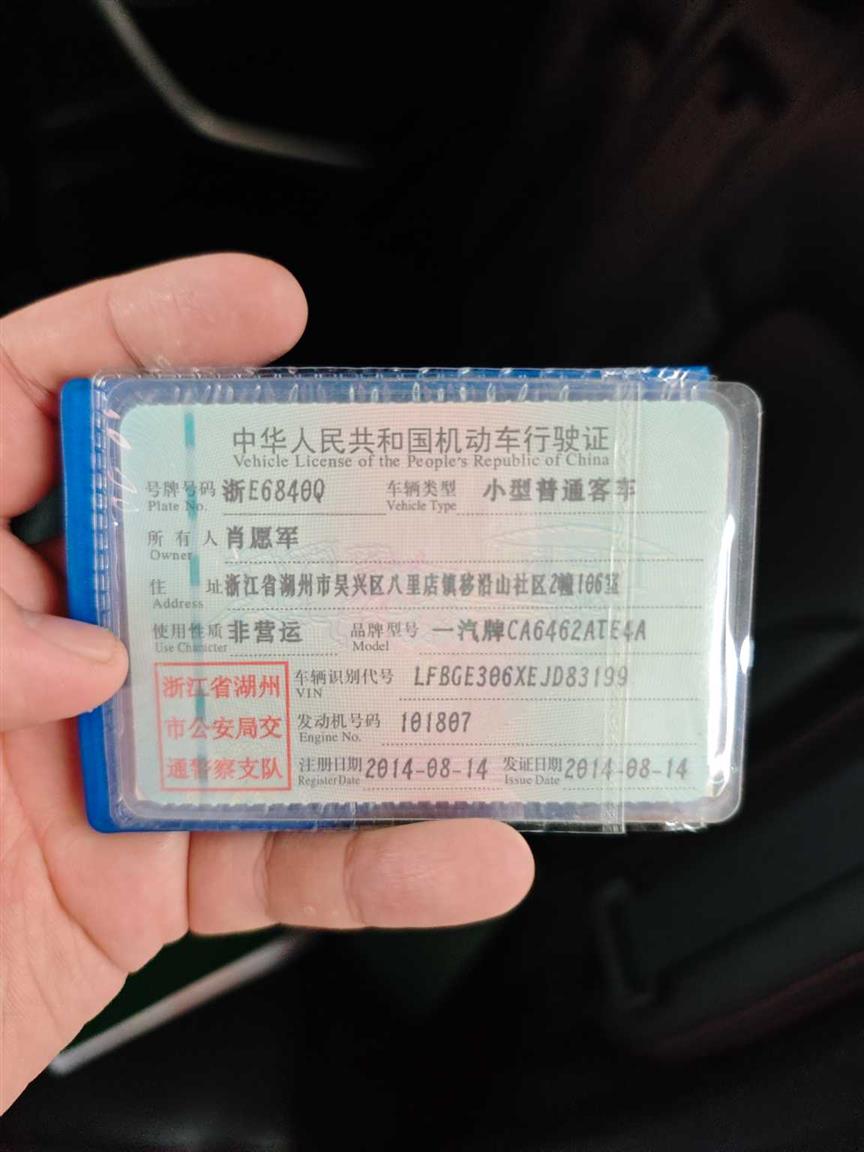 中华人民共和国机动车行驶证
Vehicle License of the People's Republic of China
号牌号码 浙E6840Q 车辆类型 小型普通客车
Plate No. Vehicle Type
所有人 肖愿军
Owner
住址 浙江省湖州市吴兴区八里店镇移沿山社区2幢106室
Address
使用性质 非营运 品牌型号 一汽牌CA6462ATE4A
Use Character Model
浙江省湖州
市公安局交
通警察支队
车辆识别代号 LFBGE306XEJD83199
VIN
发动机号码 101807
Engine No.
注册日期 2014-08-14 发证日期 2014-08-14
Register Date Issue Date